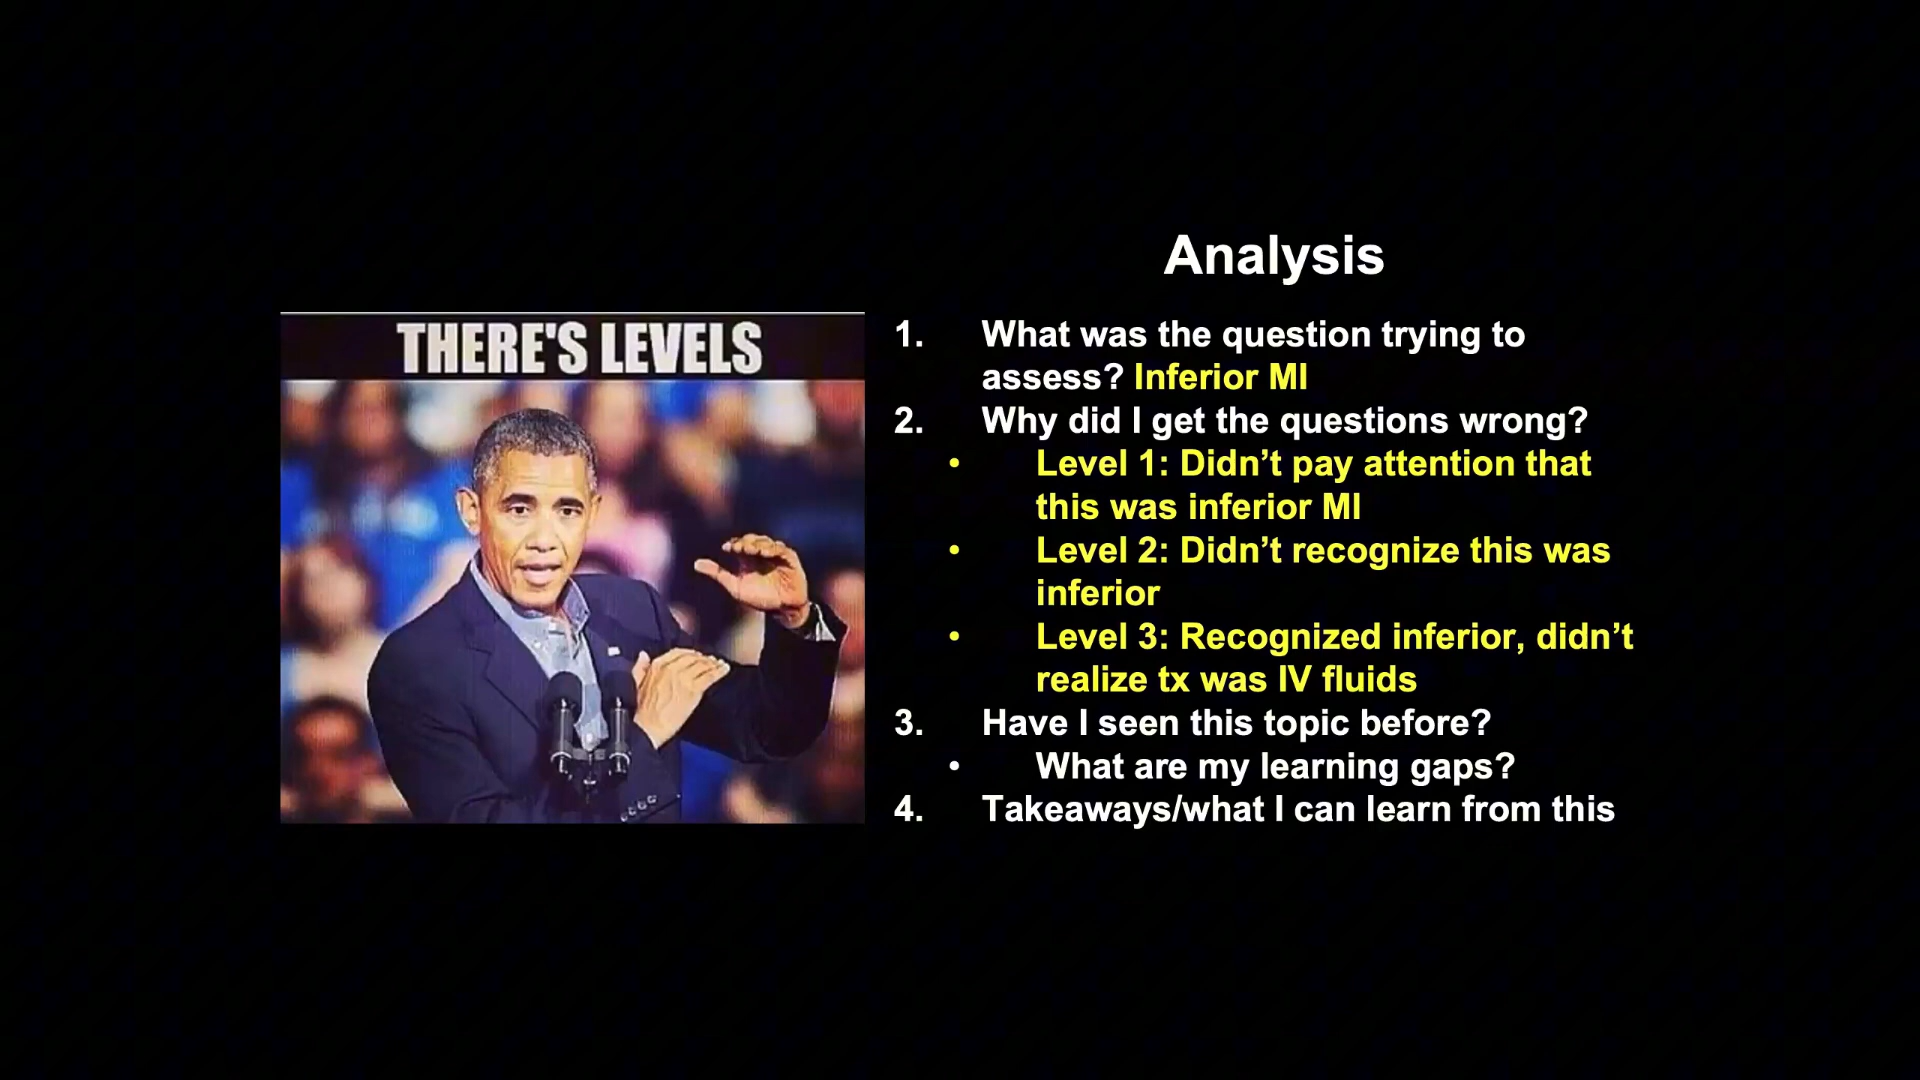 THERE'S LEVELS
Analysis
1. What was the question trying to
assess? Inferior MI
2. Why did I get the questions wrong?
• Level 1: Didn’t pay attention that
this was inferior MI
• Level 2: Didn’t recognize this was
inferior
• Level 3: Recognized inferior, didn’t
realize tx was IV fluids
3. Have I seen this topic before?
• What are my learning gaps?
4. Takeaways/what I can learn from this